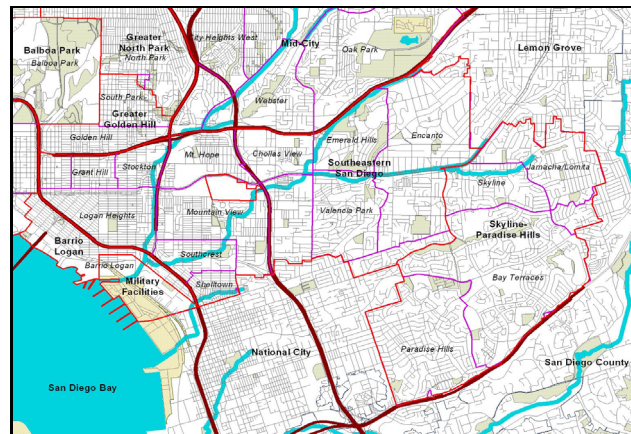 Balboa Park
Balboa Park
Greater
North Park
North Park
City Heights West
Mid-City
Oak Park
Lemon Grove
South Park
Greater
Golden Hill
Webster
Golden Hill
Emerald Hills
Encanto
Stockton
Mt. Hope
Chollas View
Southeastern
San Diego
Grant Hill
Jamacha/Lomita
Skyline
Logan Heights
Mountain View
Valencia Park
Skyline-
Paradise Hills
Barrio
Logan
Southcrest
Barrio Logan
Military
Facilities
Shelltown
Bay Terraces
National City
Paradise Hills
San Diego County
San Diego Bay